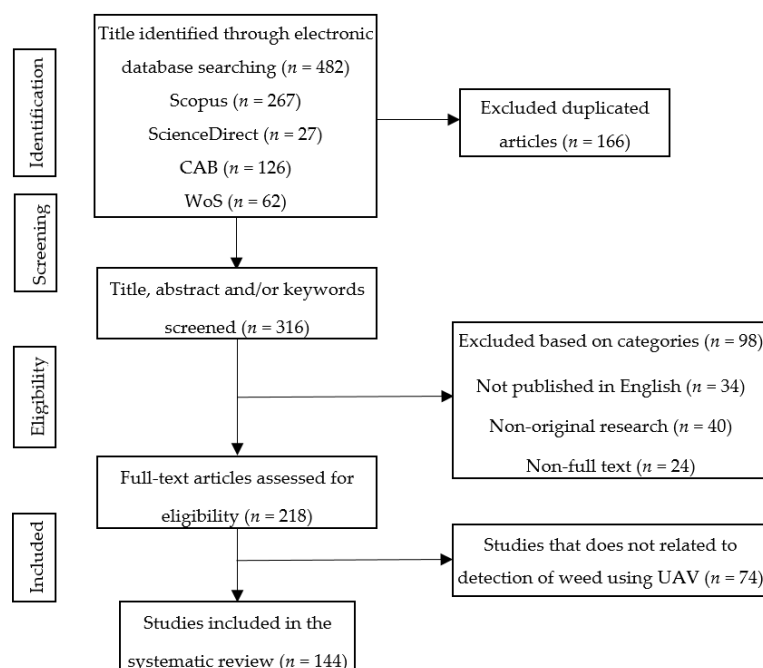 Identification
Title identified through electronic
database searching (n = 482)
Scopus (n = 267)
ScienceDirect (n = 27)
CAB (n = 126)
WoS (n = 62)
Excluded duplicated
articles (n = 166)
Screening
Title, abstract and/or keywords
screened (n = 316)
Eligibility
Excluded based on categories (n = 98)
Not published in English (n = 34)
Non-original research (n = 40)
Non-full text (n = 24)
Full-text articles assessed for
eligibility (n = 218)
Included
Studies that does not related to
detection of weed using UAV (n = 74)
Studies included in the
systematic review (n = 144)